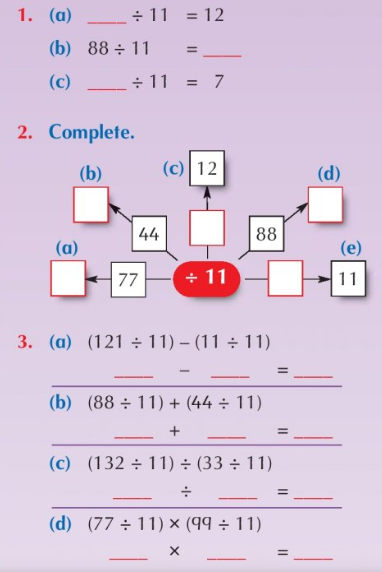 1. (a) ____ ÷ 11 = 12
(b) 88 ÷ 11 = ____
(c) ____ ÷ 11 = 7
2. Complete.
(b) (c) 12 (d)
44 88
(a) (e)
77 ÷ 11 11
3. (a) (121 ÷ 11) – (11 ÷ 11)
____ – ____ = ____
(b) (88 ÷ 11) + (44 ÷ 11)
____ + ____ = ____
(c) (132 ÷ 11) ÷ (33 ÷ 11)
____ ÷ ____ = ____
(d) (77 ÷ 11) × (99 ÷ 11)
____ × ____ = ____